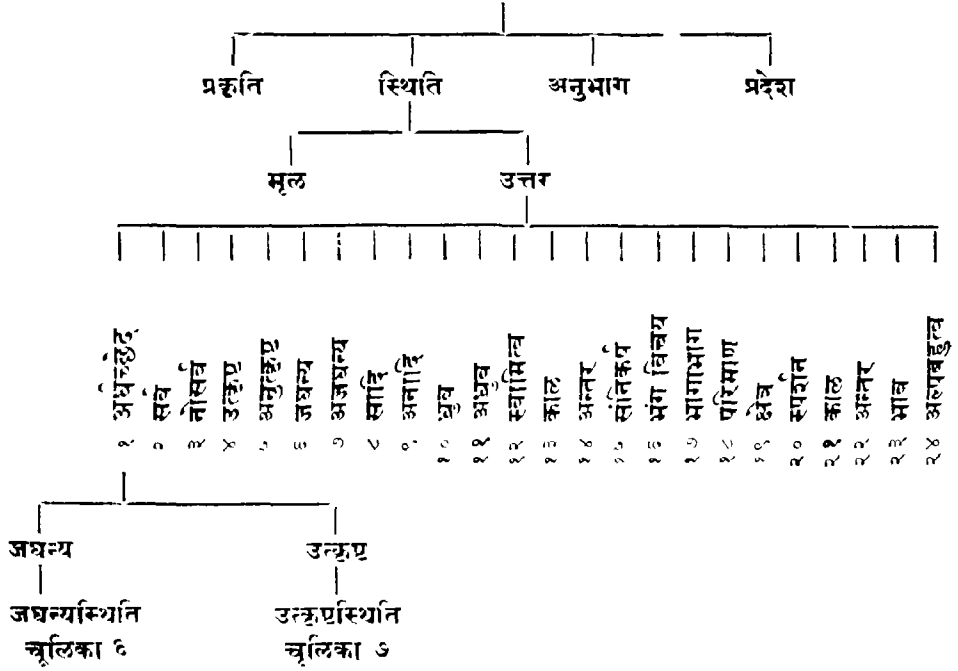 प्रकृति स्थिति अनुभाग प्रदेश
मूल उत्तर
१ अर्धच्छेद
२ सर्व
३ नोसर्व
४ उत्कृष्ट
५ अनुत्कृष्ट
६ जघन्य
७ अजघन्य
८ सादि
९ अनादि
१० ध्रुव
११ अध्रुव
१२ स्वामित्व
१३ काल
१४ अन्तर
१५ संनिकर्ष
१६ भंग विचय
१७ भागाभाग
१८ परिमाण
१९ क्षेत्र
२० स्पर्शन
२१ काल
२२ अन्तर
२३ भाव
२४ अल्पबहुत्व
जघन्य उत्कृष्ट
जघन्यस्थिति उत्कृष्टस्थिति
चूलिका ६ चूलिका ७